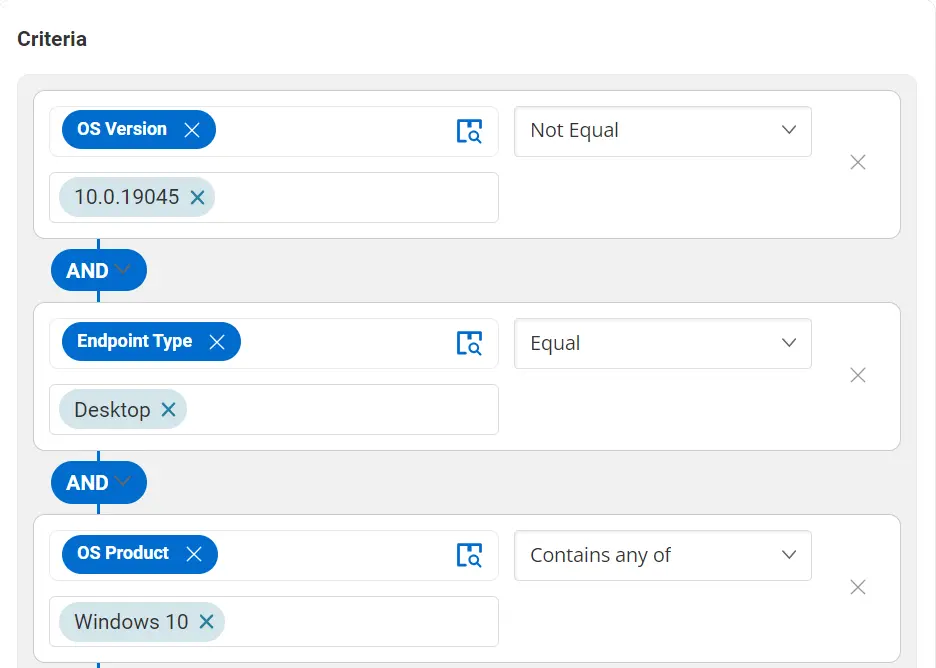 Criteria
OS Version
Not Equal
10.0.19045
AND
Endpoint Type
Equal
Desktop
AND
OS Product
Contains any of
Windows 10